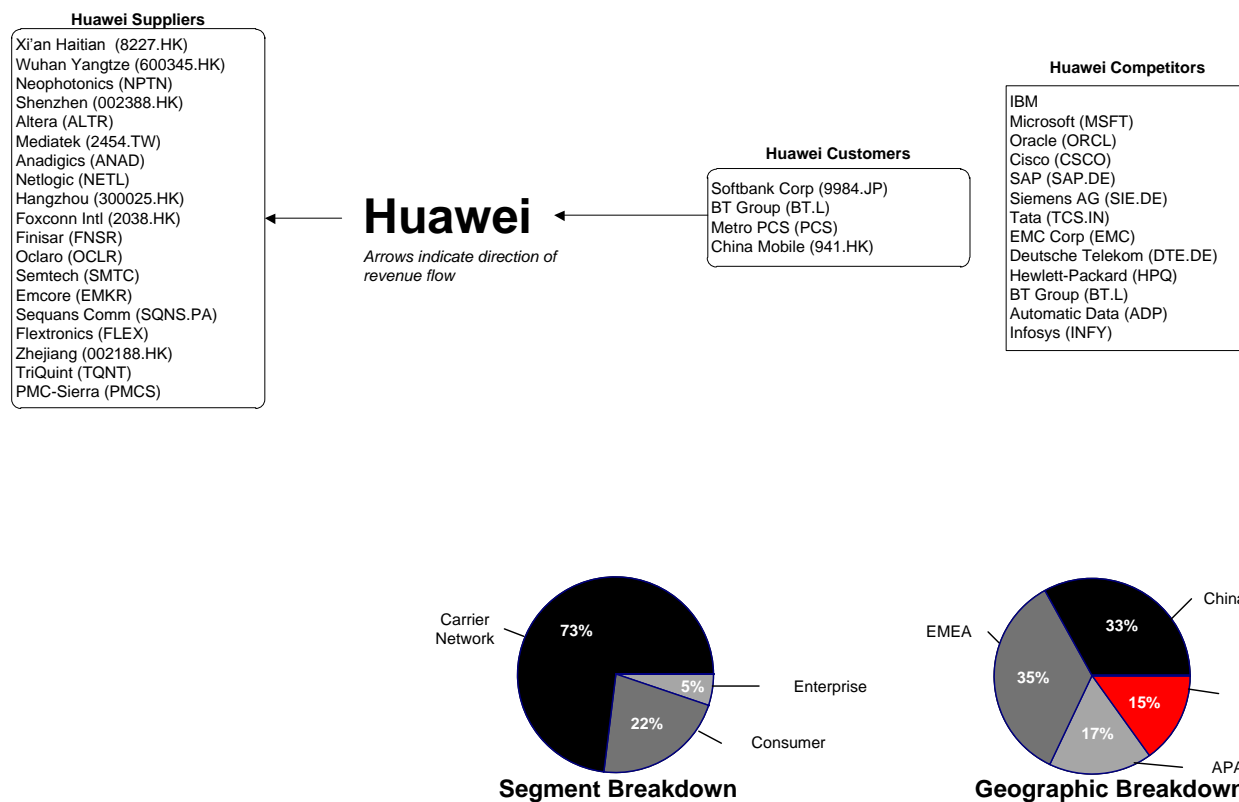 Huawei Suppliers
Xi'an Haitian (8227.HK)
Wuhan Yangtze (600345.HK)
Neophotonics (NPTN)
Shenzhen (002388.HK)
Altera (ALTR)
Mediatek (2454.TW)
Anadigics (ANAD)
Netlogic (NETL)
Hangzhou (300025.HK)
Foxconn Intl (2038.HK)
Finisar (FNSR)
Oclaro (OCLR)
Semtech (SMTC)
Emcore (EMKR)
Sequans Comm (SQNS.PA)
Flextronics (FLEX)
Zhejiang (002188.HK)
TriQuint (TQNT)
PMC-Sierra (PMCS)
Huawei
Arrows indicate direction of
revenue flow
Huawei Customers
Softbank Corp (9984.JP)
BT Group (BT.L)
Metro PCS (PCS)
China Mobile (941.HK)
Huawei Competitors
IBM
Microsoft (MSFT)
Oracle (ORCL)
Cisco (CSCO)
SAP (SAP.DE)
Siemens AG (SIE.DE)
Tata (TCS.IN)
EMC Corp (EMC)
Deutsche Telekom (DTE.DE)
Hewlett-Packard (HPQ)
BT Group (BT.L)
Automatic Data (ADP)
Infosys (INFY)
Carrier
Network
73%
5%
Enterprise
22%
Consumer
Segment Breakdown
China
EMEA
33%
35%
15%
17%
APA
Geographic Breakdown